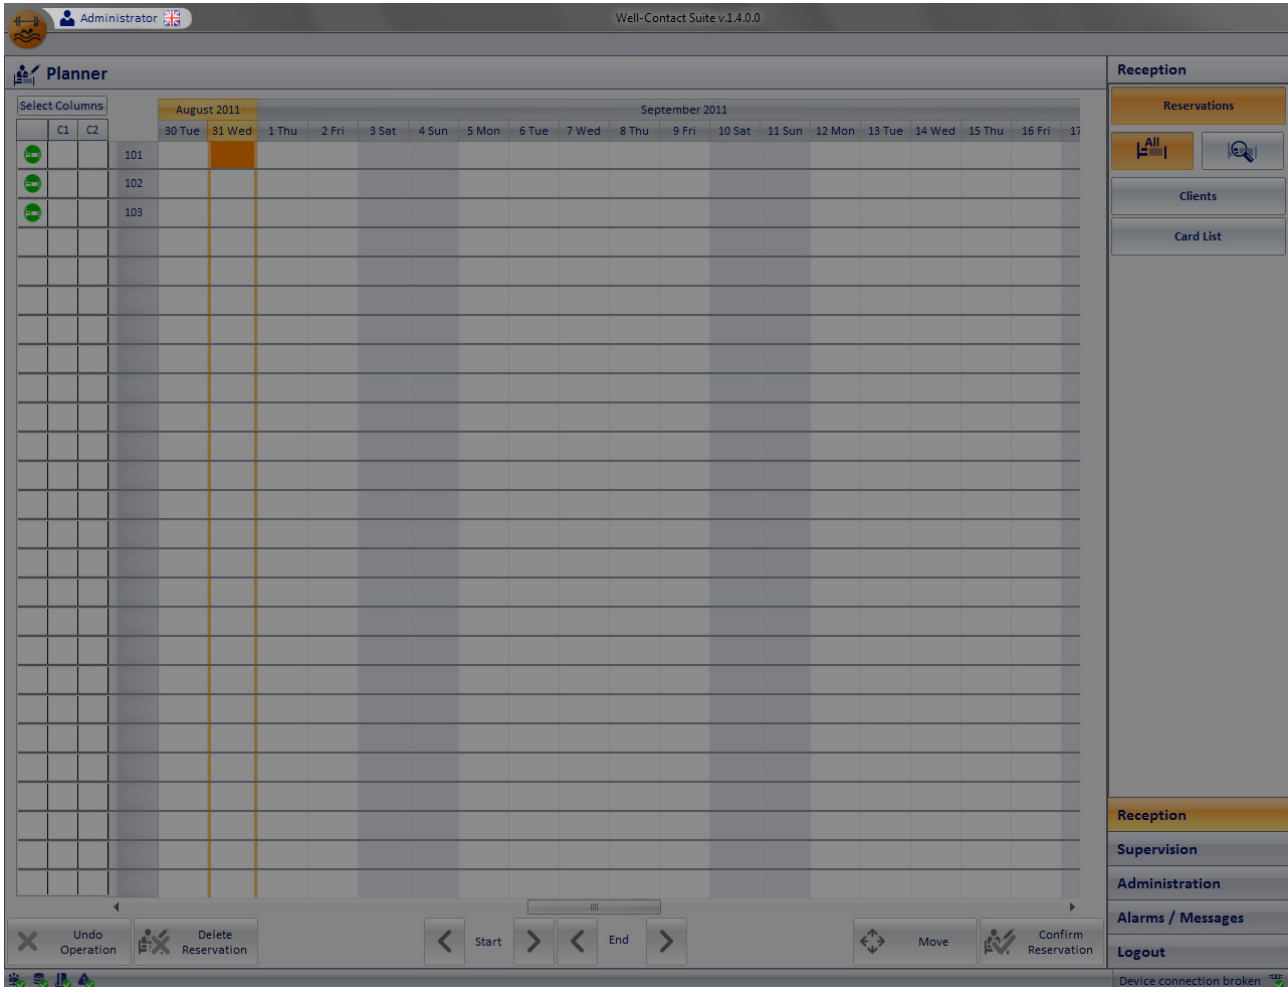 Administrator
Well-Contact Suite v.1.4.0.0
Planner
Reception
Select Columns
August 2011
September 2011
Reservations
C1 C2
30 Tue 31 Wed 1 Thu 2 Fri 3 Sat 4 Sun 5 Mon 6 Tue 7 Wed 8 Thu 9 Fri 10 Sat 11 Sun 12 Mon 13 Tue 14 Wed 15 Thu 16 Fri 17
101
All
102
103
Clients
Card List
Reception
Supervision
Administration
Alarms / Messages
Logout
Undo
Operation
Delete
Reservation
Start
End
Move
Confirm
Reservation
Device connection broken